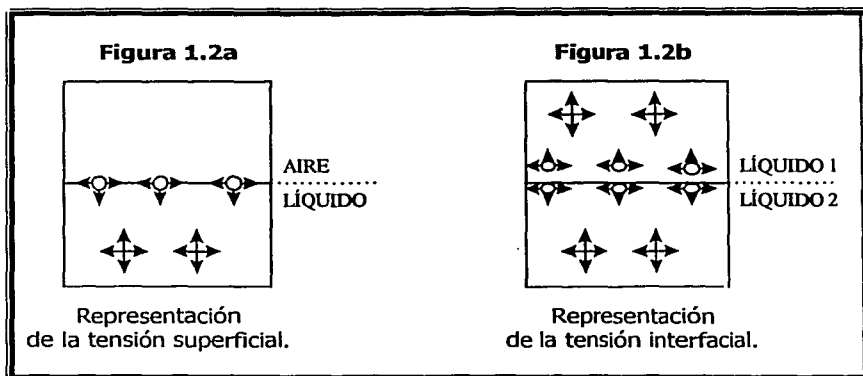 Figura 1.2a
AIRE
LÍQUIDO
Representación
de la tensión superficial.
Figura 1.2b
LÍQUIDO 1
LÍQUIDO 2
Representación
de la tensión interfacial.